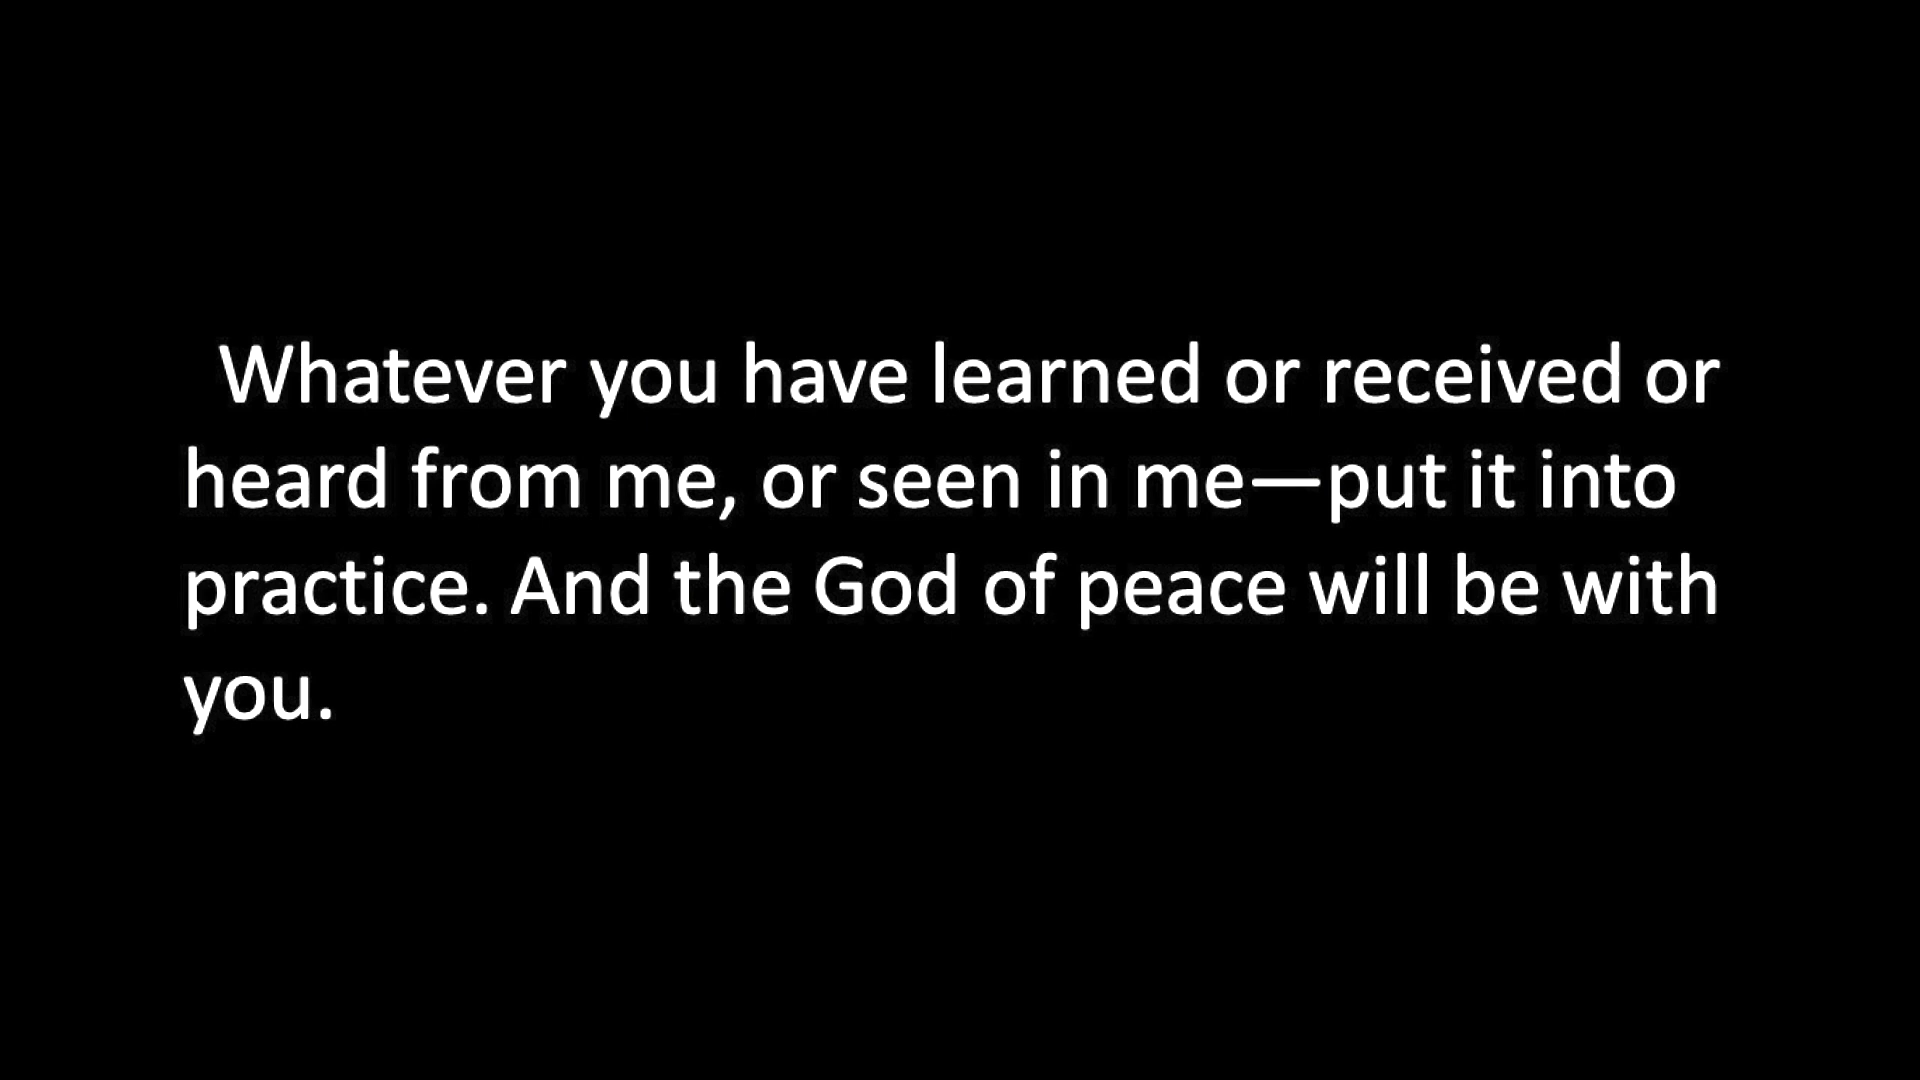 Whatever you have learned or received or
heard from me, or seen in me—put it into
practice. And the God of peace will be with
you.